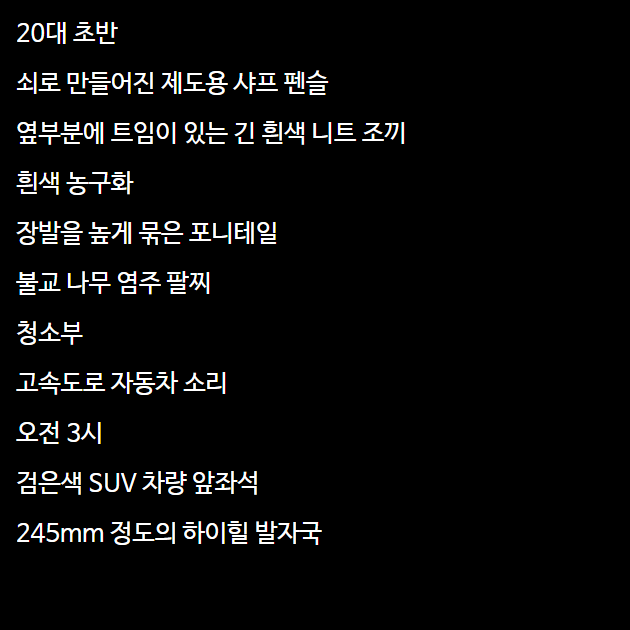 20대 초반
쇠로 만들어진 제도용 샤프 펜슬
옆부분에 트임이 있는 긴 흰색 니트 조끼
흰색 농구화
장발을 높게 묶은 포니테일
불교 나무 염주 팔찌
청소부
고속도로 자동차 소리
오전 3시
검은색 SUV 차량 앞좌석
245mm 정도의 하이힐 발자국